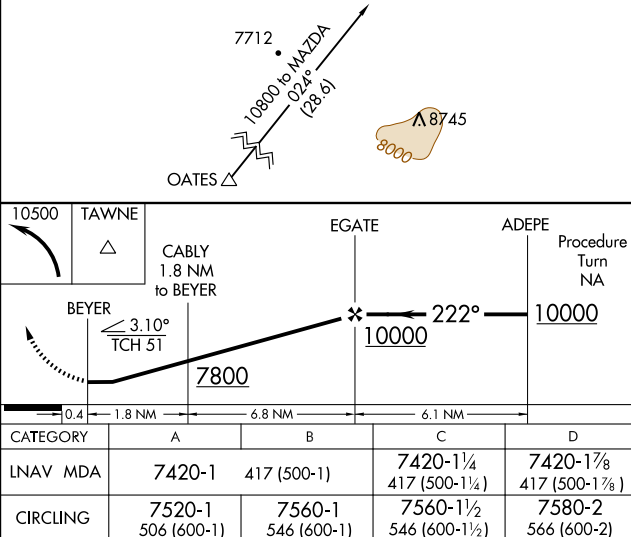 7712
10800 to MAZDA
024°
(28.6)
8745
8000
OATES
10500
TAWNE
CABLY
1.8 NM
to BEYER
EGATE
ADEPE
Procedure
Turn
NA
BEYER
3.10°
TCH 51
222°
10000
10000
7800
0.4
1.8 NM
6.8 NM
6.1 NM
CATEGORY A B C D
LNAV MDA 7420-1 417 (500-1) 7420-1¼ 417 (500-1¼) 7420-1⅞ 417 (500-1⅞)
CIRCLING 7520-1 506 (600-1) 7560-1 546 (600-1) 7560-1½ 546 (600-1½) 7580-2 566 (600-2)